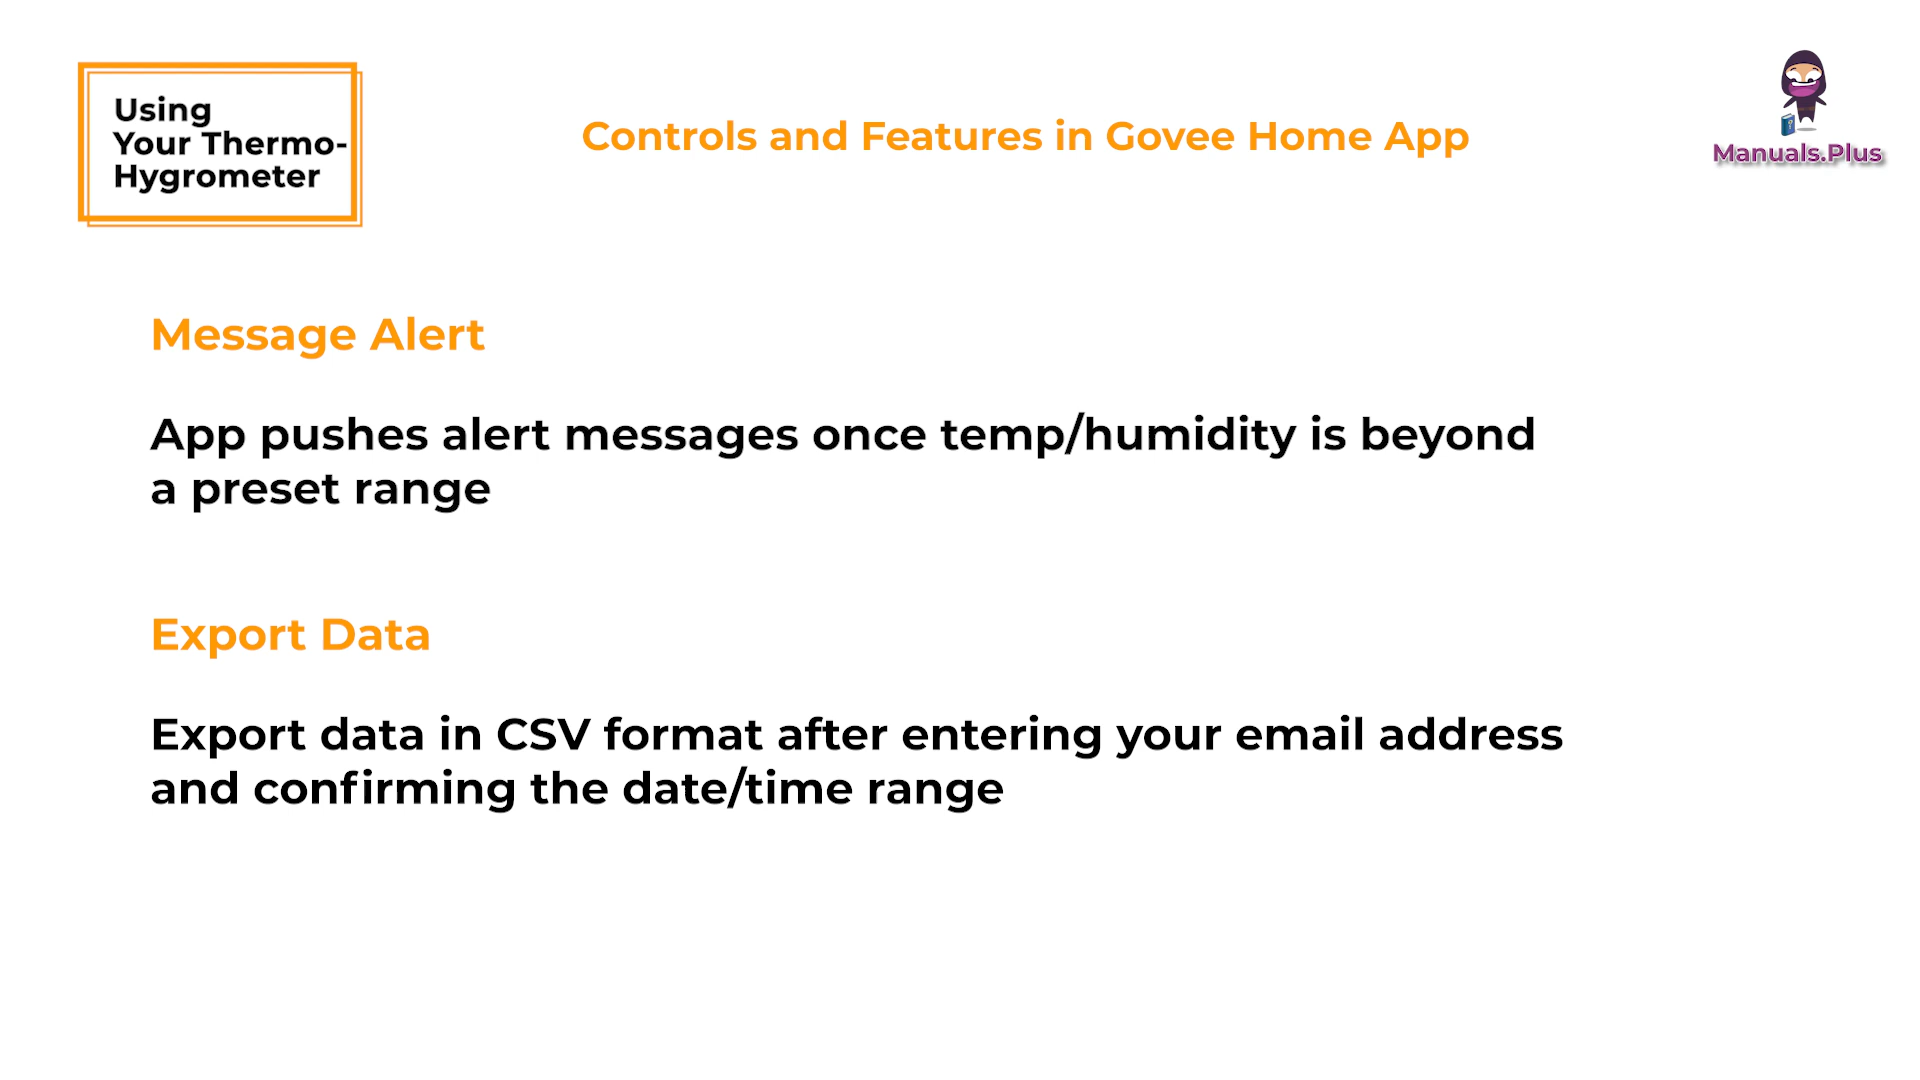 Using
Your Thermo-
Hygrometer
Controls and Features in Govee Home App
Manuals.Plus
Message Alert
App pushes alert messages once temp/humidity is beyond
a preset range
Export Data
Export data in CSV format after entering your email address
and confirming the date/time range